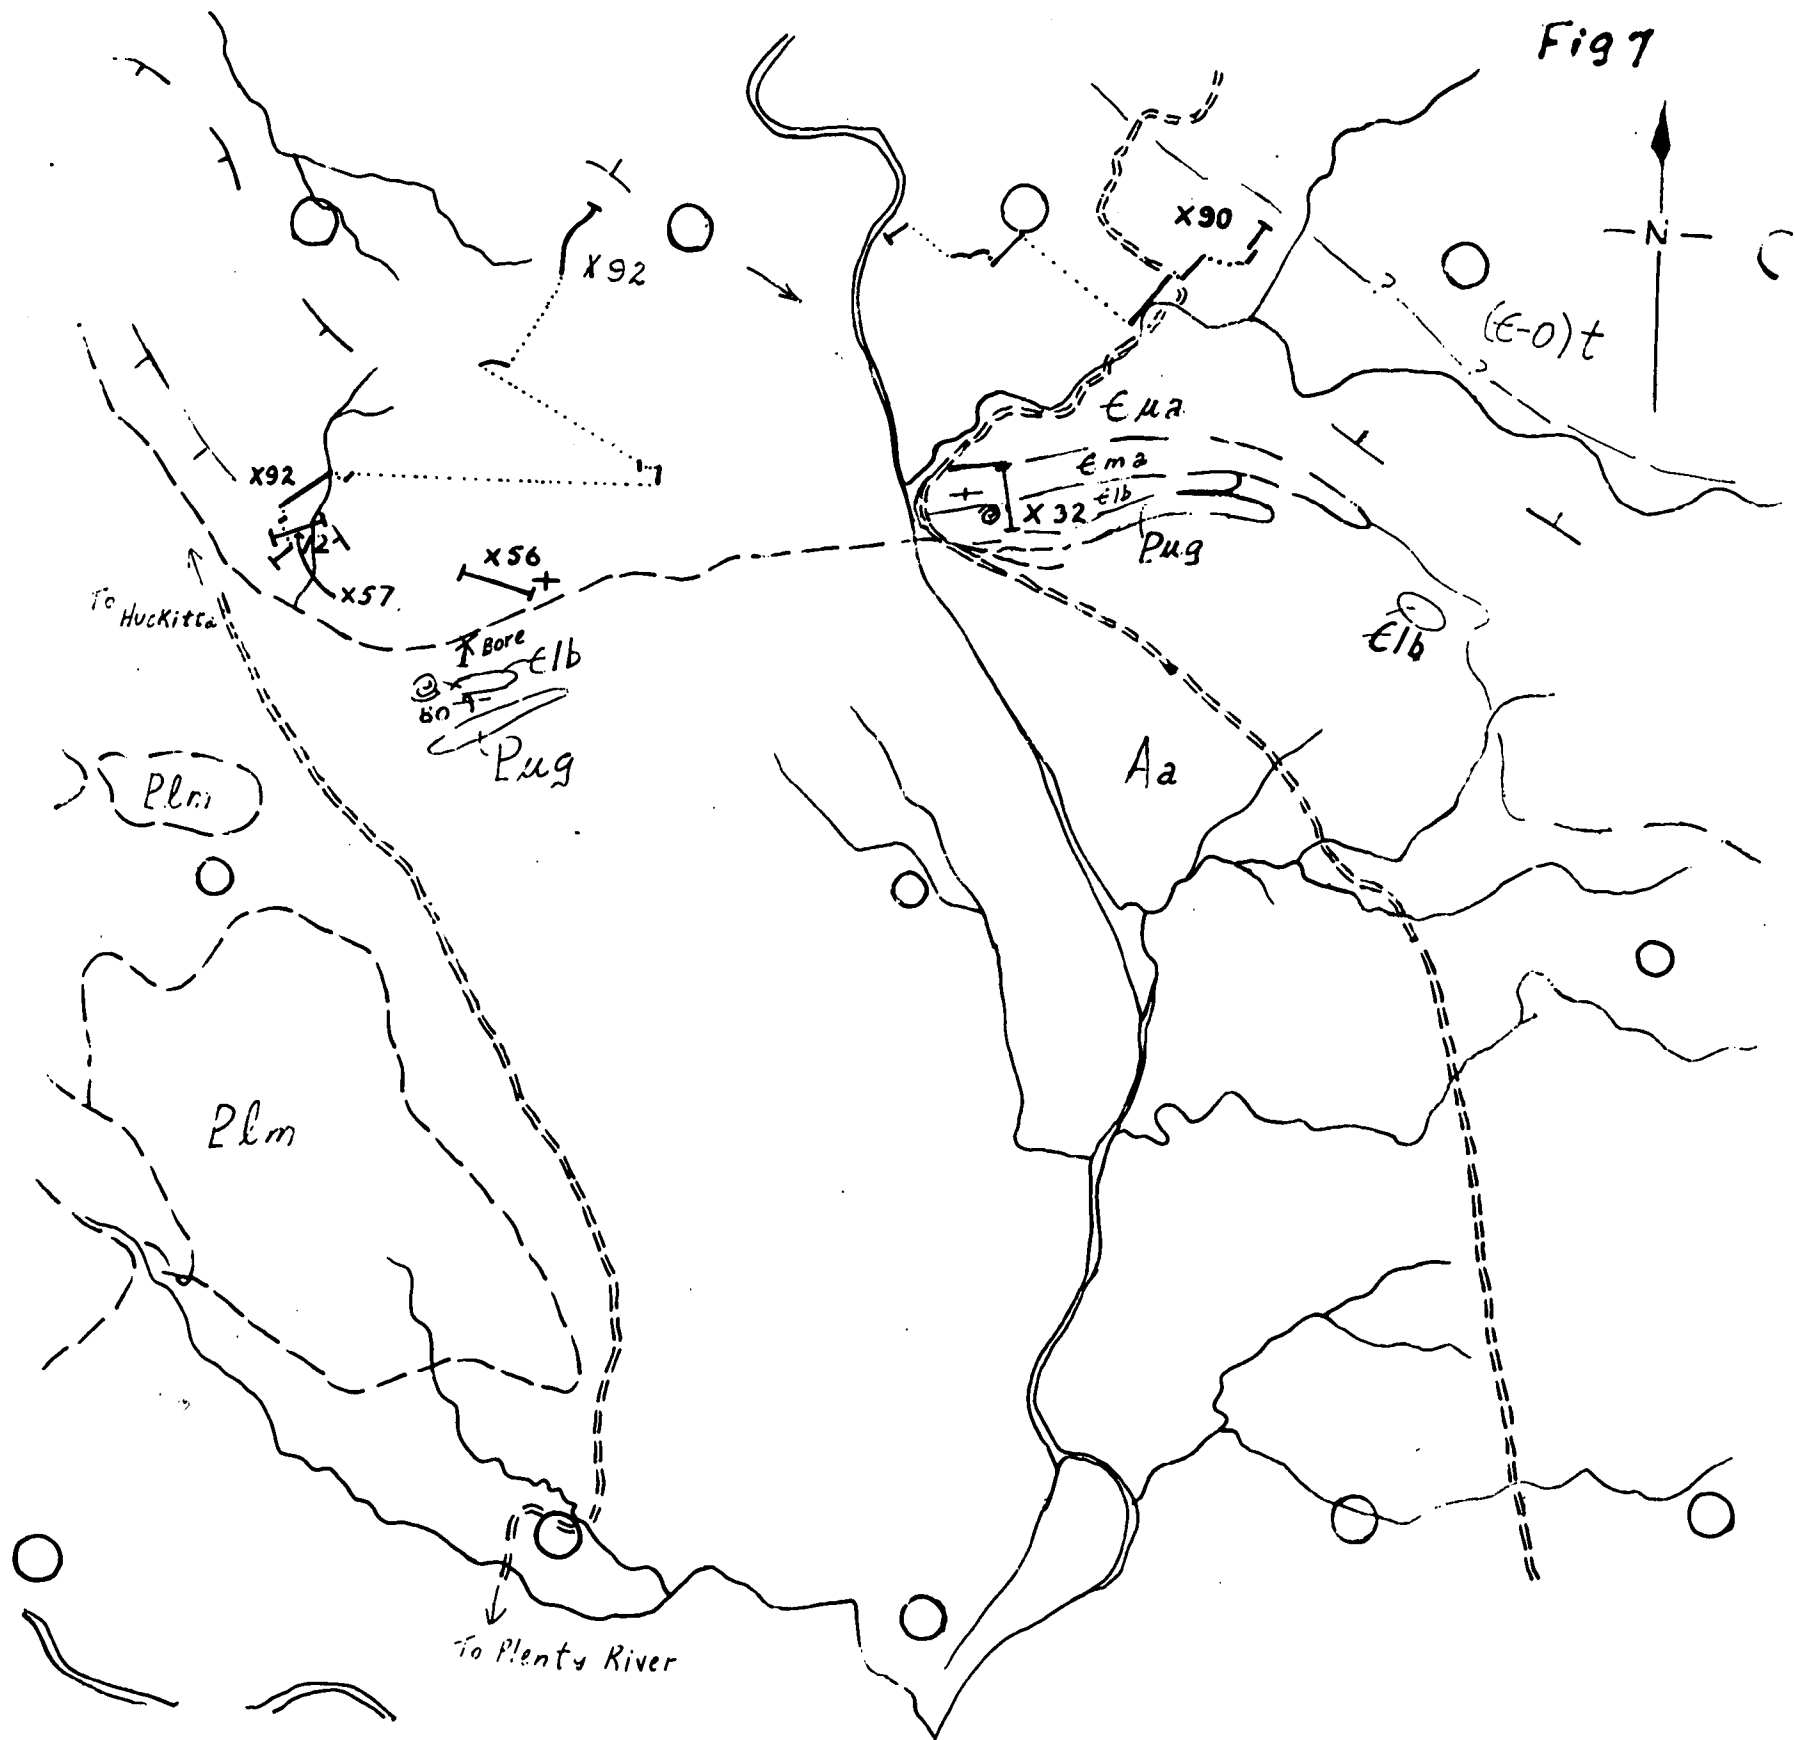 Fig 7
X90
N
X92
(Є-O)t
Єμa
Єma
X92
Єlb
X 32
Pug
X56
X57
To
Huckitta
Bore
Єlb
Єlb
80
Pug
Aa
Plm
Plm
To Plenty River